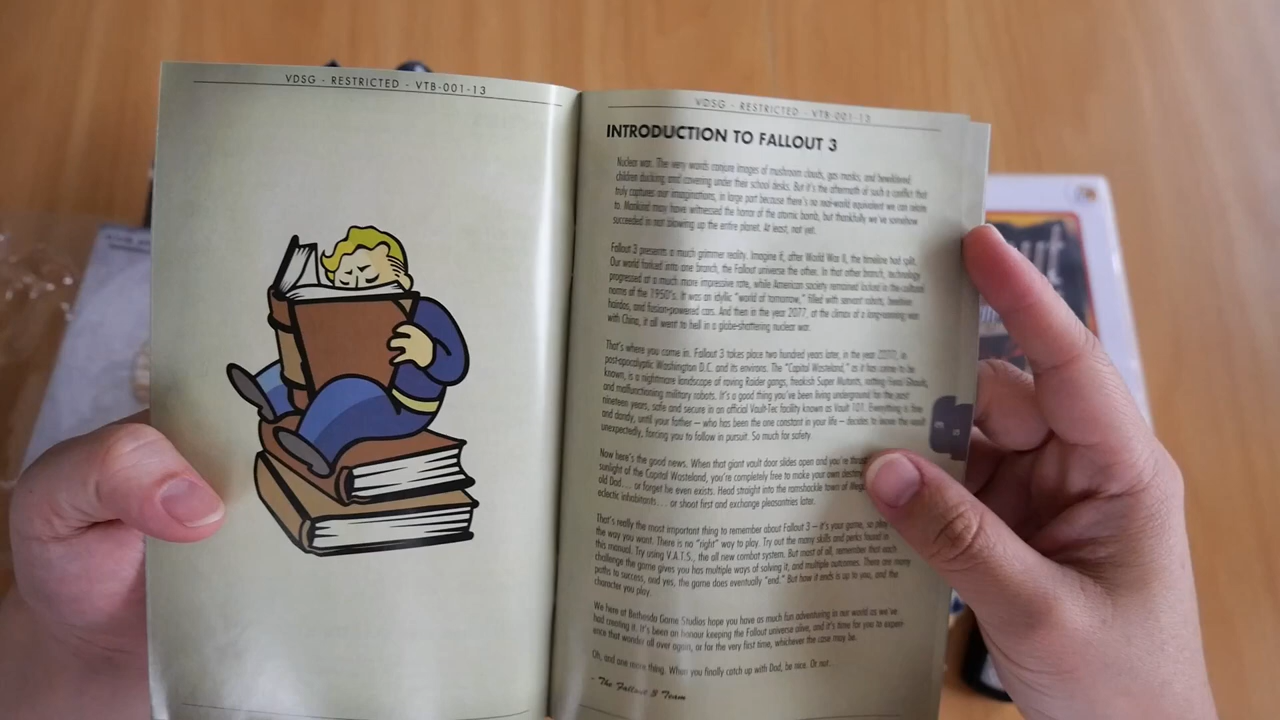 VDSG - RESTRICTED - VTB-001-13
VDSG - RESTRICTED - VTB-001-13
INTRODUCTION TO FALLOUT 3
Nuclear war. The very words conjure images of mushroom clouds, gas masks, and bewildered
children ducking and covering under their school desks. But it's the aftermath of such a conflict that
truly captures our imaginations, in large part because there's no real-world equivalent we can relate
to. Mankind may have witnessed the horror of the atomic bomb, but thankfully we've somehow
succeeded in not blowing up the entire planet. At least, not yet.
Fallout 3 presents a much grimmer reality. Imagine if, after World War II, the timeline had split.
Our world forked into one branch, the Fallout universe the other. In that other branch, technology
progressed at a much more impressive rate, while American society remained locked in the cultural
norms of the 1950's. It was an idyllic "world of tomorrow," filled with servant robots, beehive
hairdos, and fusion-powered cars. And then in the year 2077, at the climax of a long-running war
with China, it all went to hell in a globe-shattering nuclear war.
That's where you come in. Fallout 3 takes place two hundred years later, in the year 2277, in
post-apocalyptic Washington D.C. and its environs. The "Capital Wasteland," as it has come to be
known, is a nightmare landscape of roving Raider gangs, freakish Super Mutants, rotting Feral Ghouls,
and malfunctioning military robots. It's a good thing you've been living underground for the past
nineteen years, safe and secure in an official Vault-Tec facility known as Vault 101. Everything is fine
and dandy, until your father – who has been the one constant in your life – decides to leave the vault
unexpectedly, forcing you to follow in pursuit. So much for safety.
Now here's the good news. When that giant vault door slides open and you're
sunlight of the Capital Wasteland, you're completely free to make your own
old Dad... or forget he even exists. Head straight into the ramshackle town of
eclectic inhabitants... or shoot first and exchange pleasantries later.
That's really the most important thing to remember about Fallout 3 – it's your game, so play
the way you want. There is no "right" way to play. Try out the many skills and perks found in
this manual. Try using V.A.T.S., the all new combat system. But most of all, remember that each
challenge the game gives you has multiple ways of solving it, and multiple outcomes. There are many
paths to success, and yes, the game does eventually "end." But how it ends is up to you, and the
character you play.
We here at Bethesda Game Studios hope you have as much fun adventuring in our world as we've
had creating it. It's been an honour keeping the Fallout universe alive, and it's time for you to experi-
ence that wonder all over again, or for the very first time, whichever the case may be.
Oh, and one more thing. When you finally catch up with Dad, be nice. Or not...
- The Fallout 3 Team